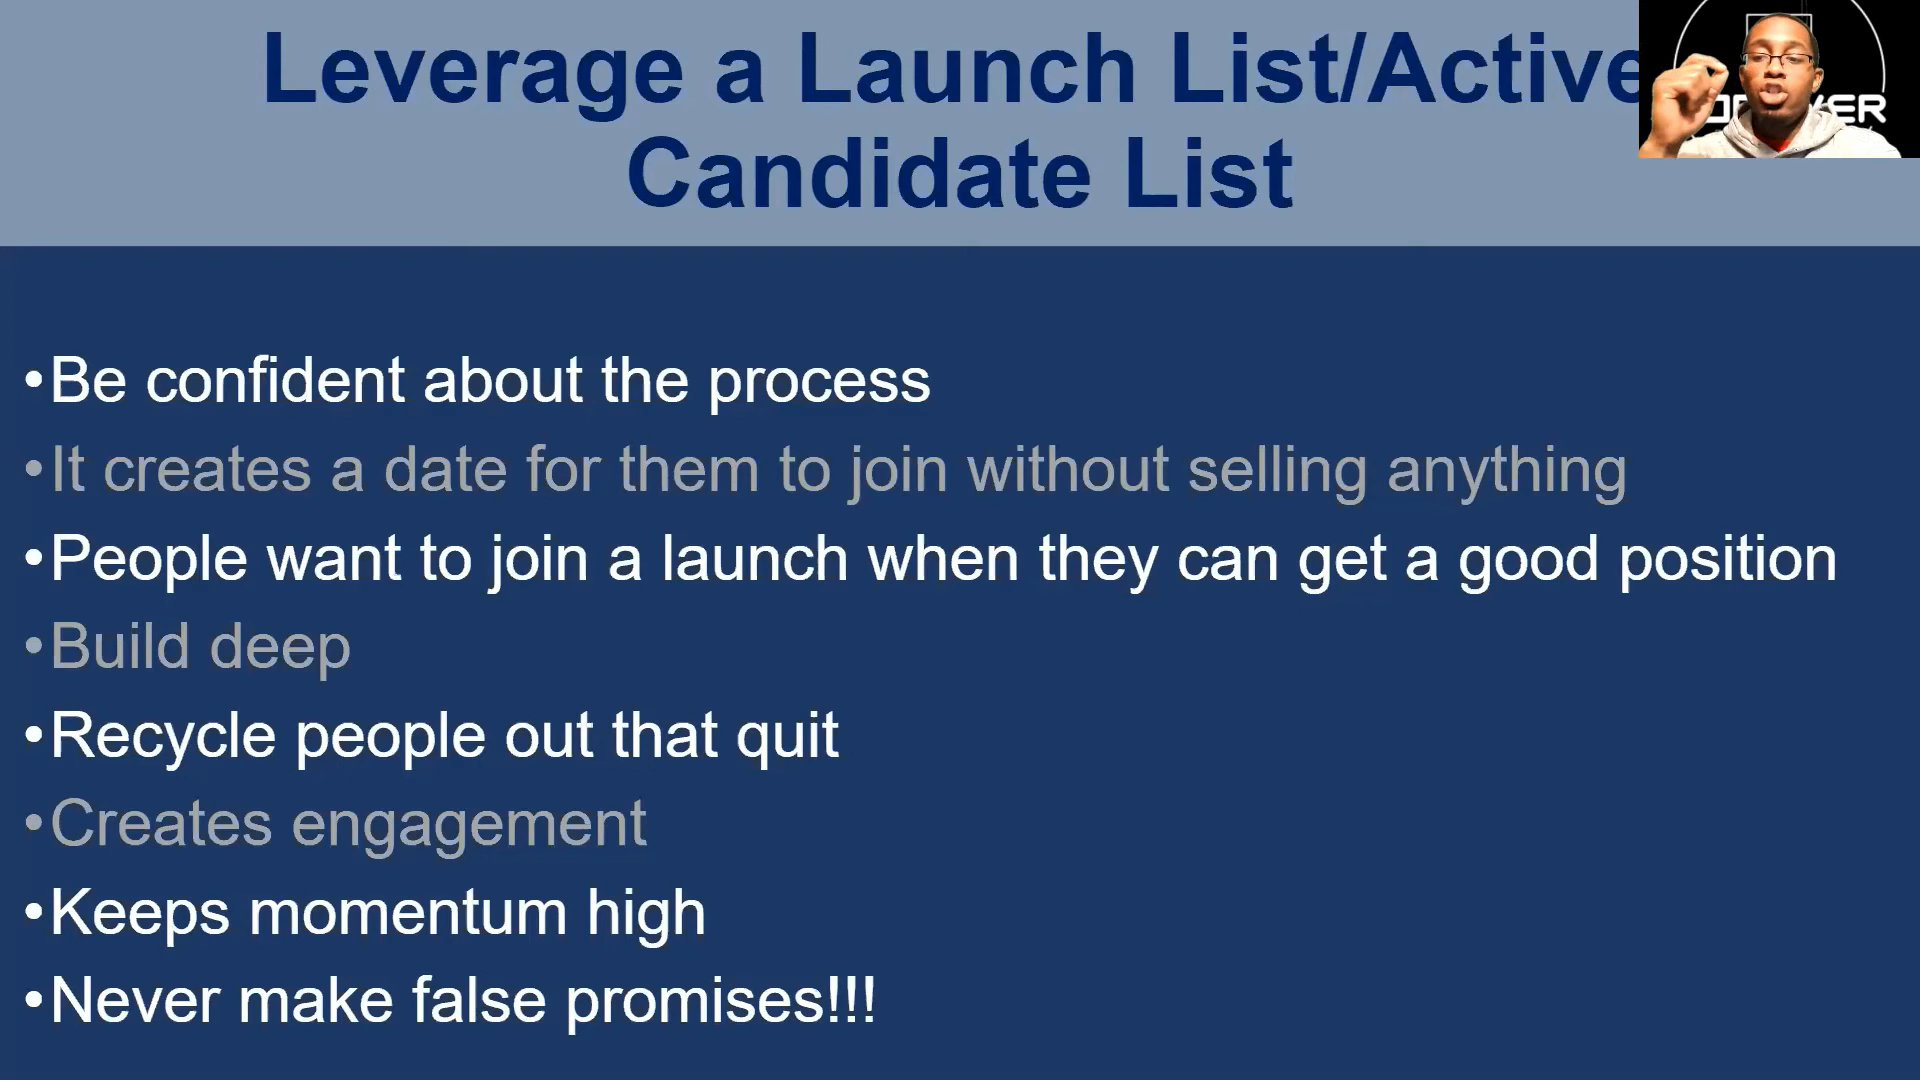 Leverage a Launch List/Active
Candidate List
•Be confident about the process
•It creates a date for them to join without selling anything
•People want to join a launch when they can get a good position
•Build deep
•Recycle people out that quit
•Creates engagement
•Keeps momentum high
•Never make false promises!!!